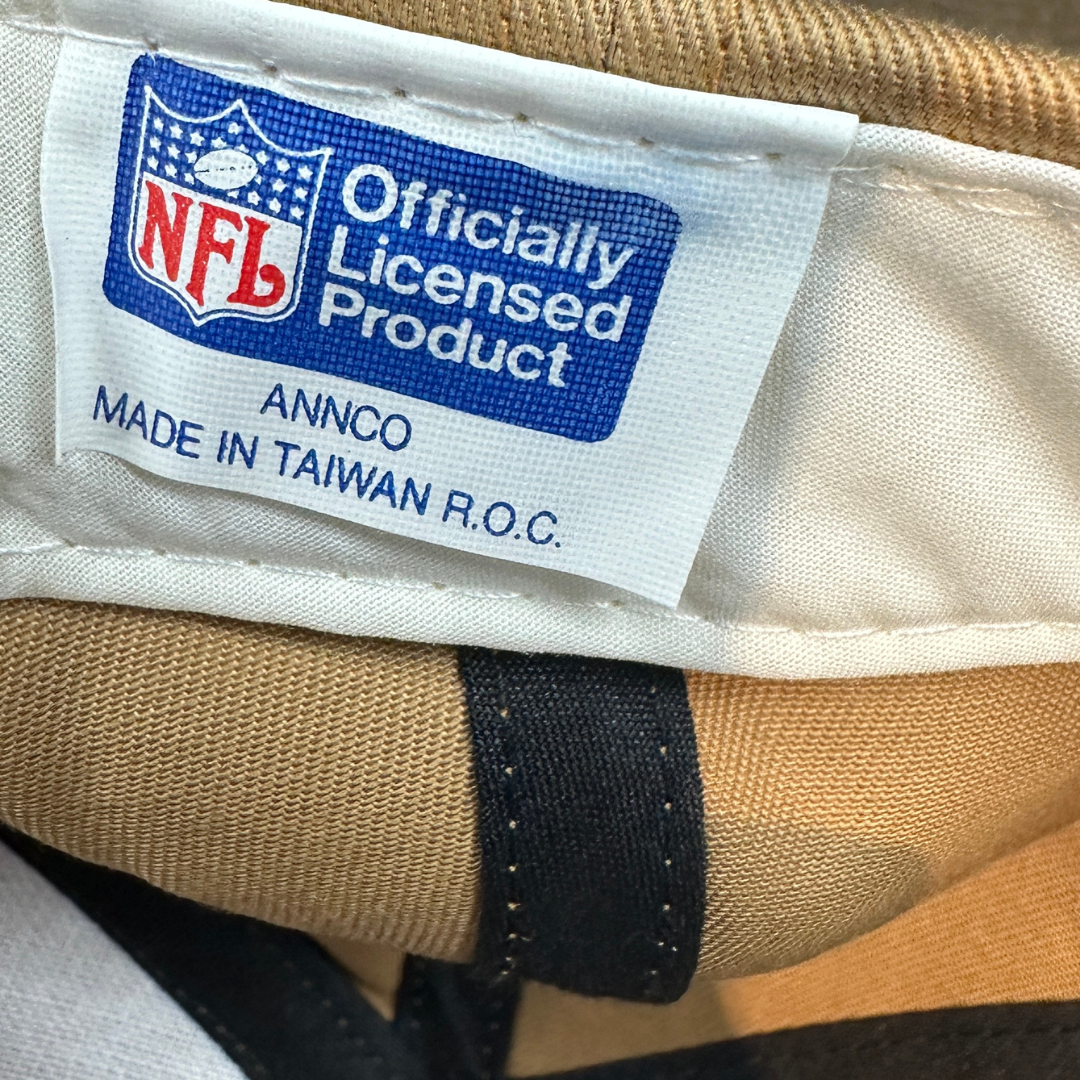 NFL
Officially
Licensed
Product
ANNCO
MADE IN TAIWAN R.O.C.